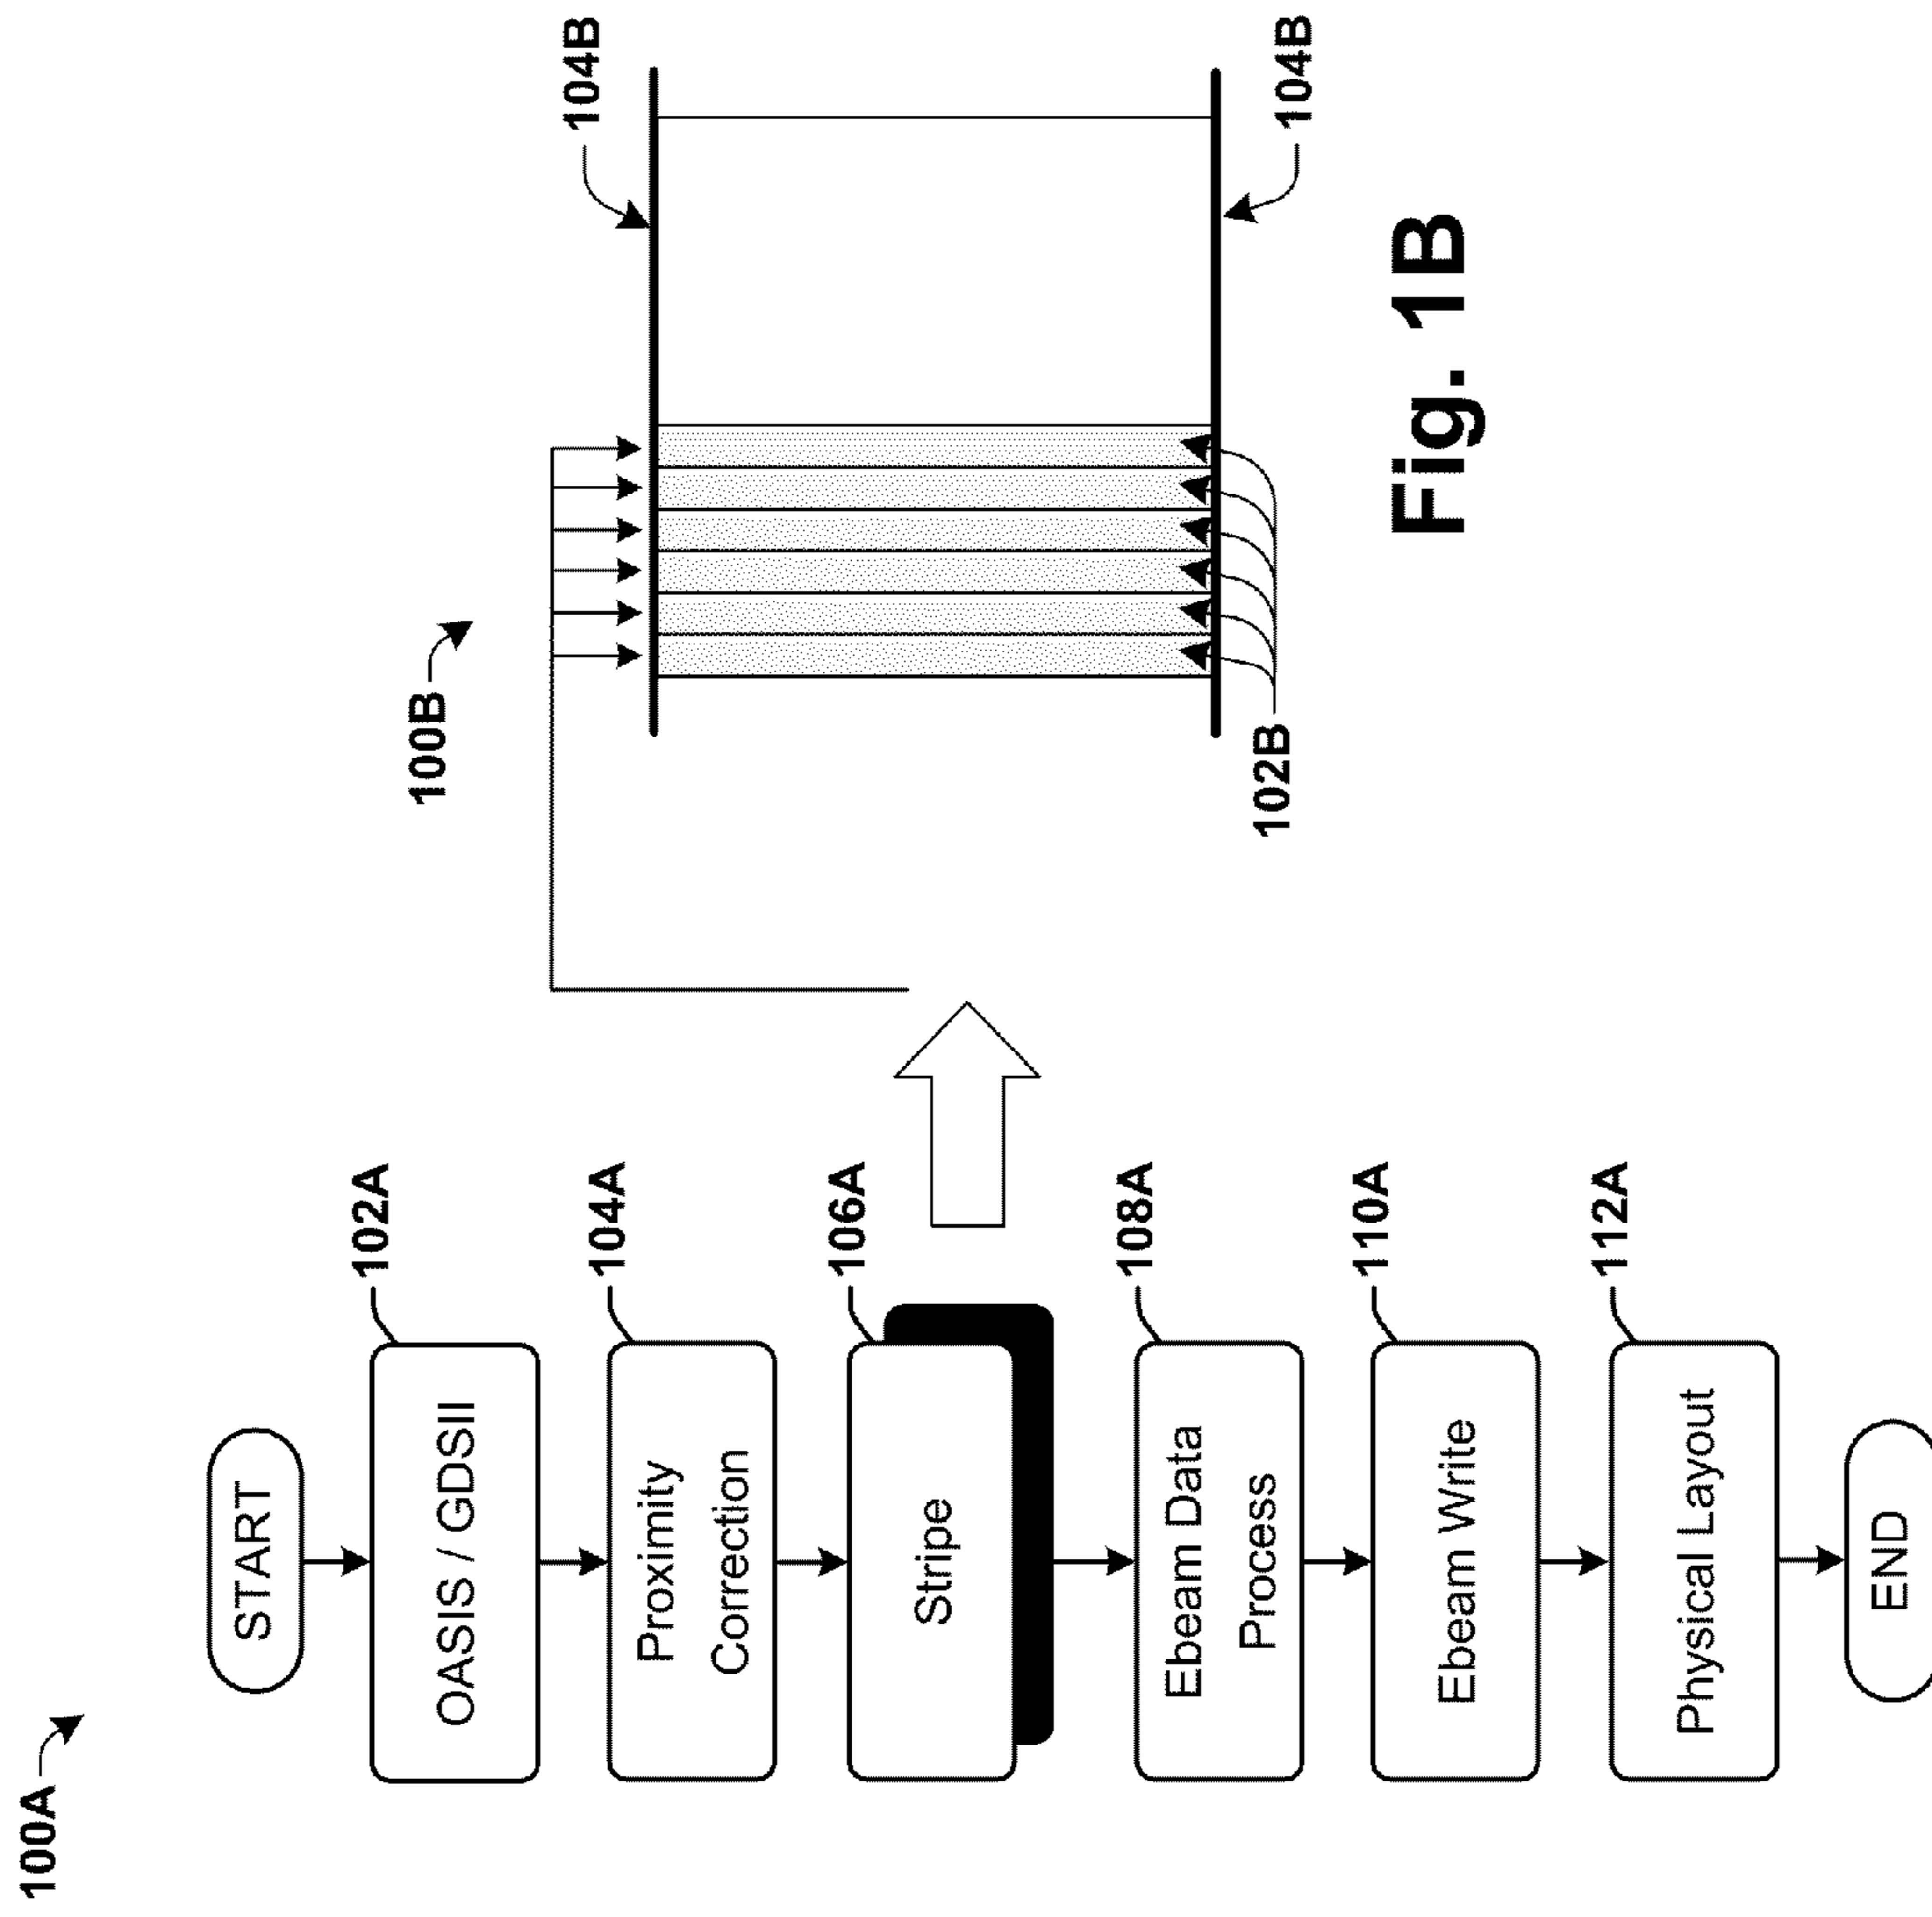 100A
START
OASIS / GDSII
102A
Proximity
Correction
104A
Stripe
106A
Ebeam Data
Process
108A
Ebeam Write
110A
Physical Layout
112A
END
100B
104B
102B
104B
Fig. 1B